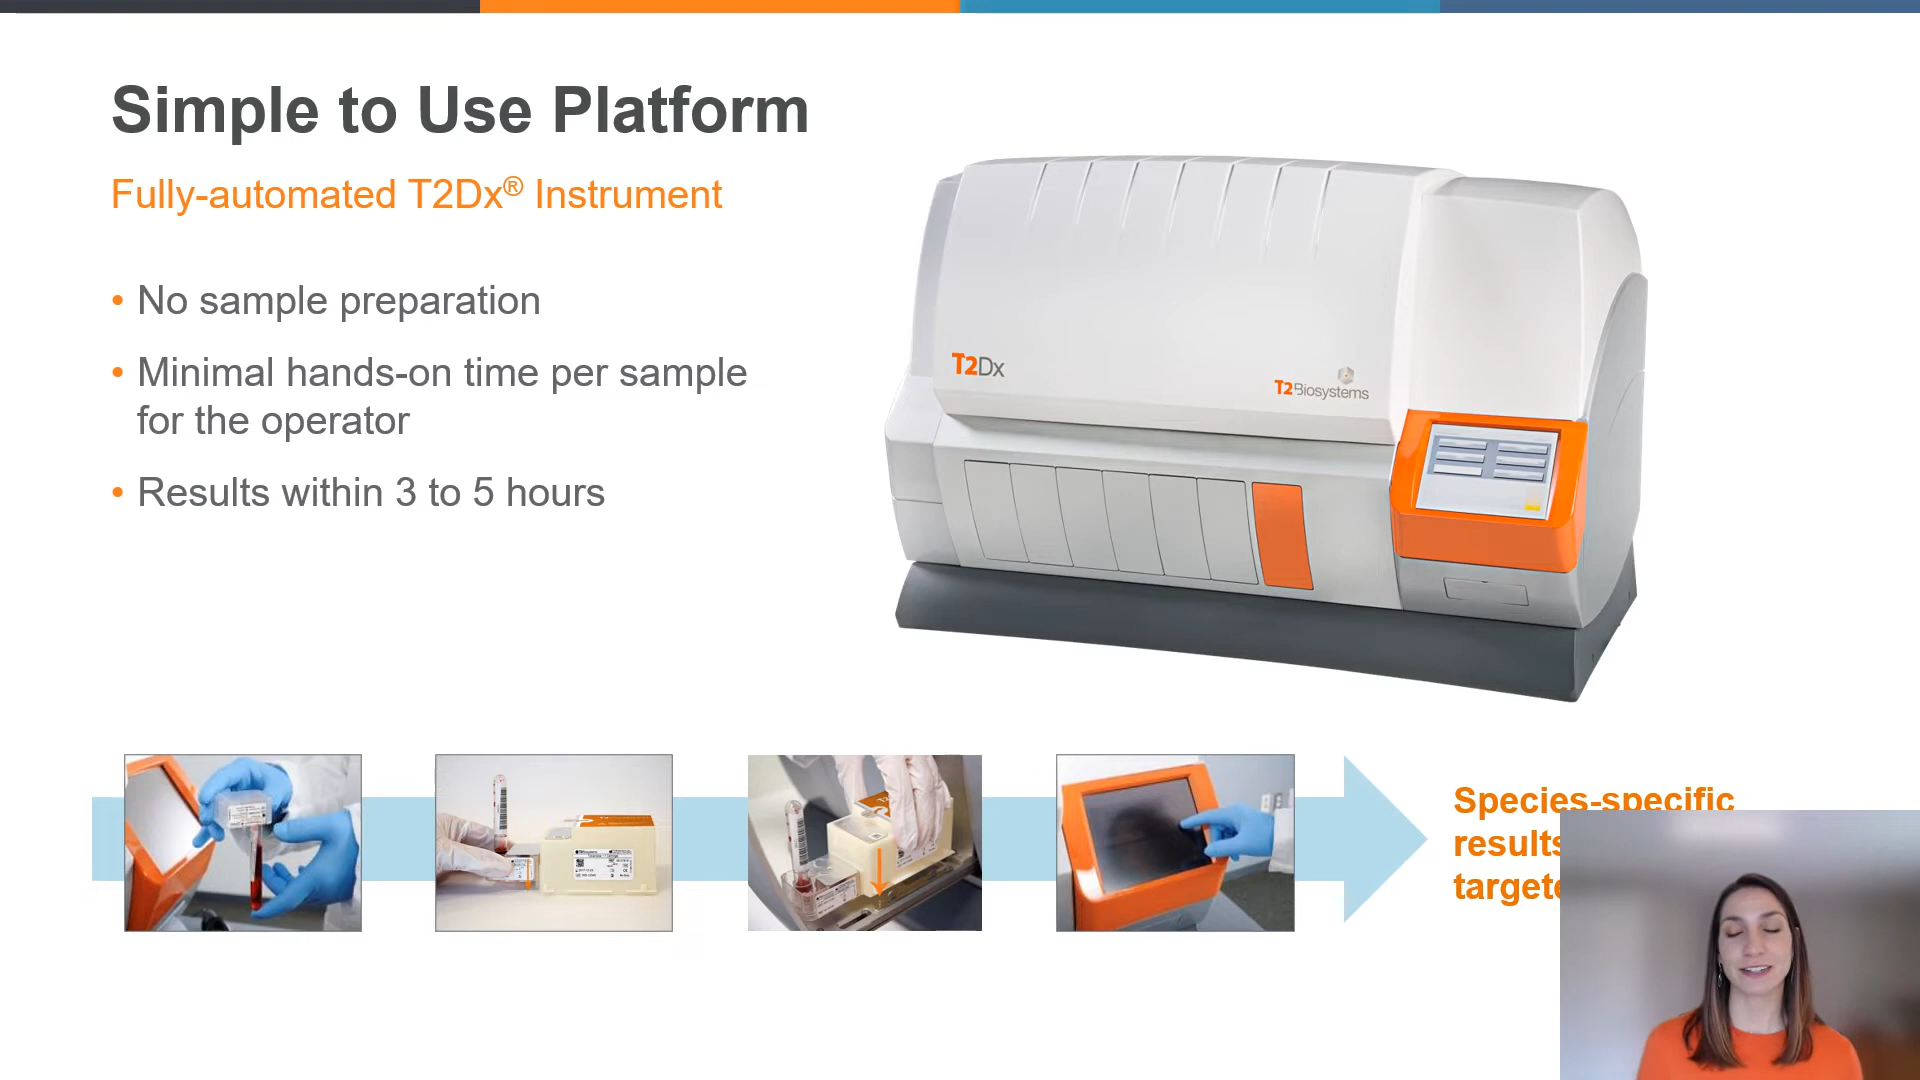 Simple to Use Platform
Fully-automated T2Dx® Instrument
• No sample preparation
• Minimal hands-on time per sample
for the operator
• Results within 3 to 5 hours
T2Dx
T2Biosystems
Species-specific
results